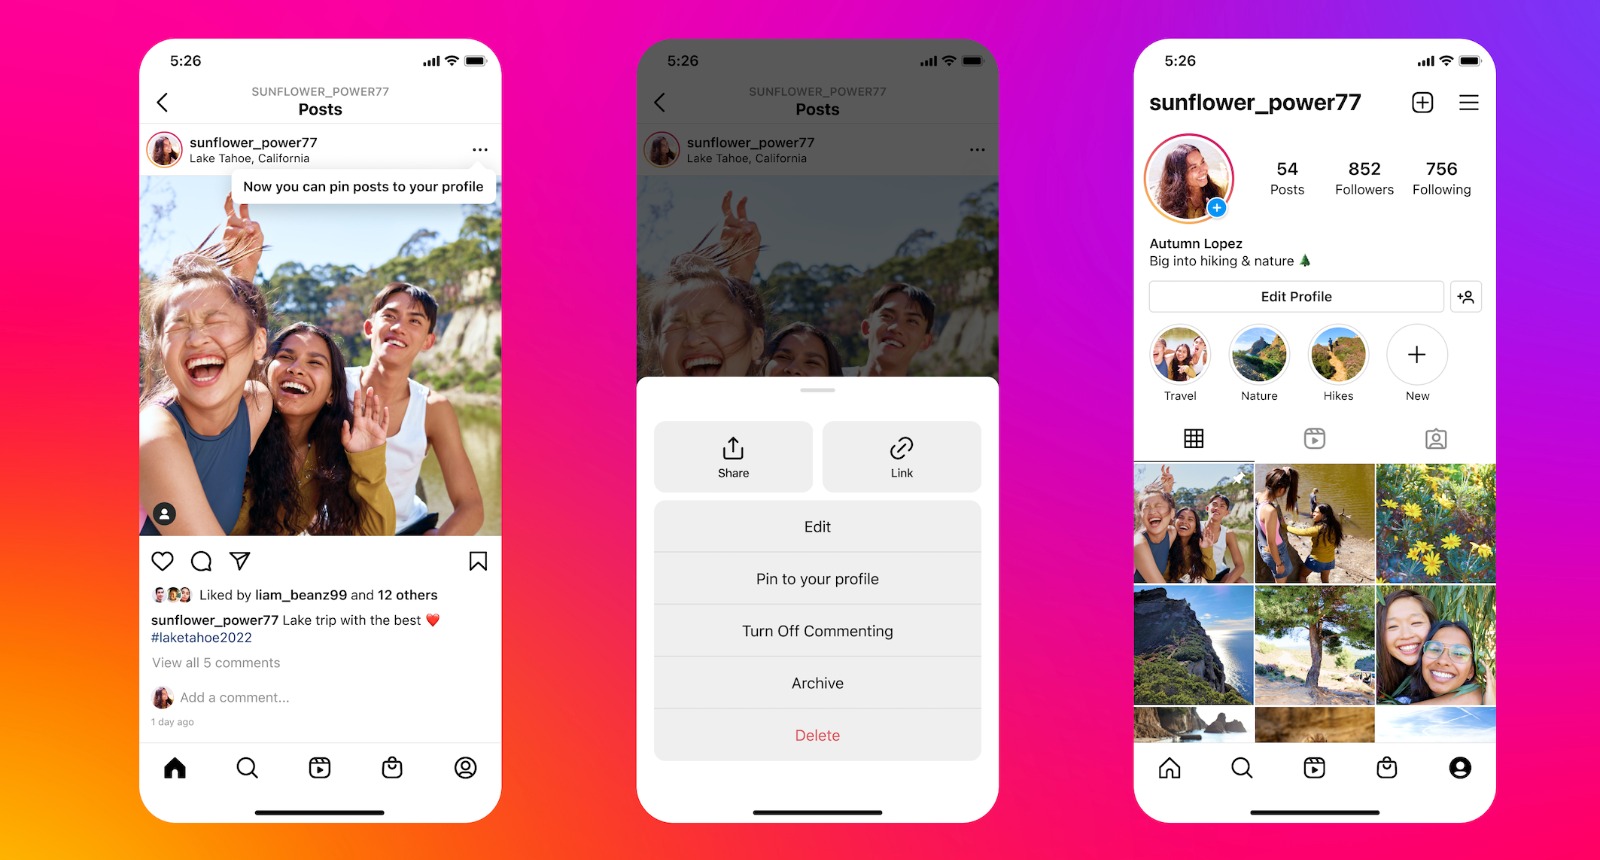 5:26
SUNFLOWER_POWER77
Posts
sunflower_power77
Lake Tahoe, California
Now you can pin posts to your profile
Liked by liam_beanz99 and 12 others
sunflower_power77 Lake trip with the best ❤️
#laketahoe2022
View all 5 comments
Add a comment...
1 day ago
5:26
SUNFLOWER_POWER77
Posts
sunflower_power77
Lake Tahoe, California
Share
Link
Edit
Pin to your profile
Turn Off Commenting
Archive
Delete
5:26
sunflower_power77
54 852 756
Posts Followers Following
Autumn Lopez
Big into hiking & nature 🌲
Edit Profile
Travel Nature Hikes New